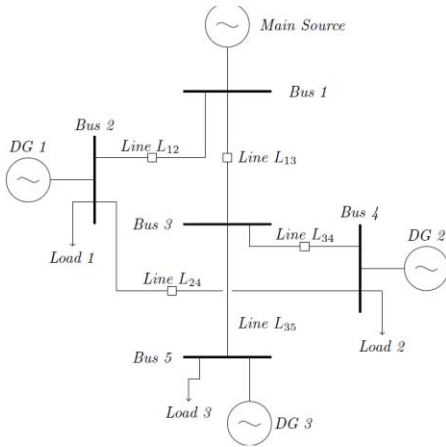 Main Source
Bus 1
Bus 2
Line L12
DG 1
Line L13
Bus 3
Bus 4
Line L34
DG 2
Load 1
Line L24
Line L35
Load 2
Bus 5
Load 3
DG 3